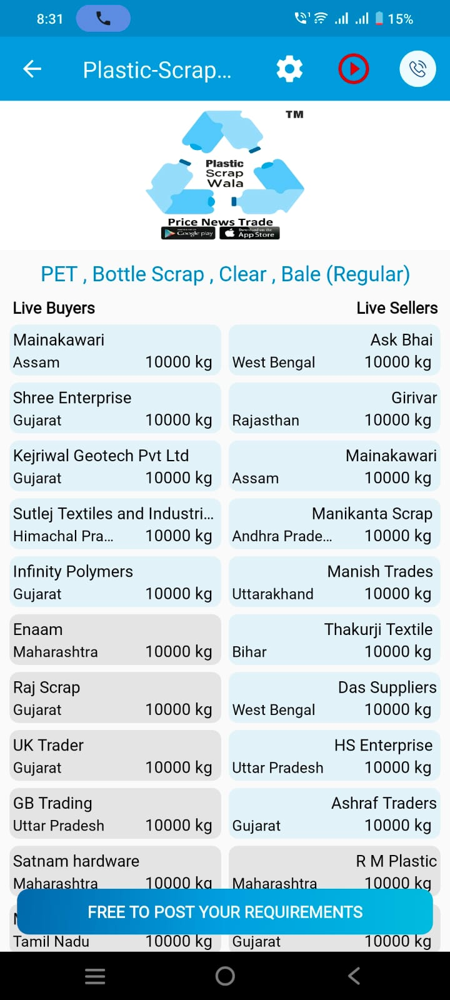 8:31
15%
Plastic-Scrap...
TM
Plastic
Scrap
Wala
Price News Trade
Google play
Download on the
App Store
PET , Bottle Scrap , Clear , Bale (Regular)
Live Buyers Live Sellers
Mainakawari
Assam 10000 kg
Ask Bhai
West Bengal 10000 kg
Shree Enterprise
Gujarat 10000 kg
Girivar
Rajasthan 10000 kg
Kejriwal Geotech Pvt Ltd
Gujarat 10000 kg
Mainakawari
Assam 10000 kg
Sutlej Textiles and Industri...
Himachal Pra... 10000 kg
Manikanta Scrap
Andhra Prade... 10000 kg
Infinity Polymers
Gujarat 10000 kg
Manish Trades
Uttarakhand 10000 kg
Enaam
Maharashtra 10000 kg
Thakurji Textile
Bihar 10000 kg
Raj Scrap
Gujarat 10000 kg
Das Suppliers
West Bengal 10000 kg
UK Trader
Gujarat 10000 kg
HS Enterprise
Uttar Pradesh 10000 kg
GB Trading
Uttar Pradesh 10000 kg
Ashraf Traders
Gujarat 10000 kg
Satnam hardware
Maharashtra 10000 kg
R M Plastic
Maharashtra 10000 kg
FREE TO POST YOUR REQUIREMENTS
Tamil Nadu 10000 kg
Gujarat 10000 kg